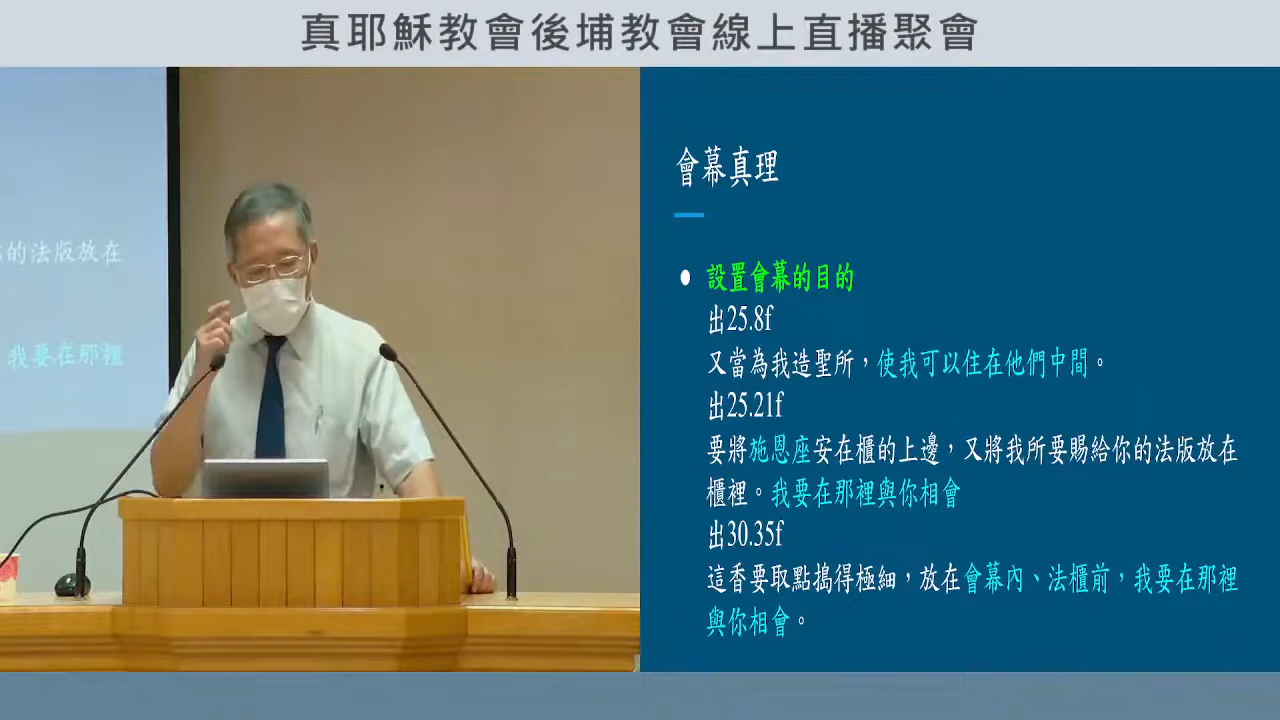 真耶穌教會後埔教會線上直播聚會
的法版放在
我要在那裡
會幕真理
設置會幕的目的
出25.8f
又當為我造聖所，使我可以住在他們中間。
出25.21f
要將施恩座安在櫃的上邊，又將我所要賜給你的法版放在
櫃裡。我要在那裡與你相會
出30.35f
這香要取點搗得極細，放在會幕內、法櫃前，我要在那裡
與你相會。